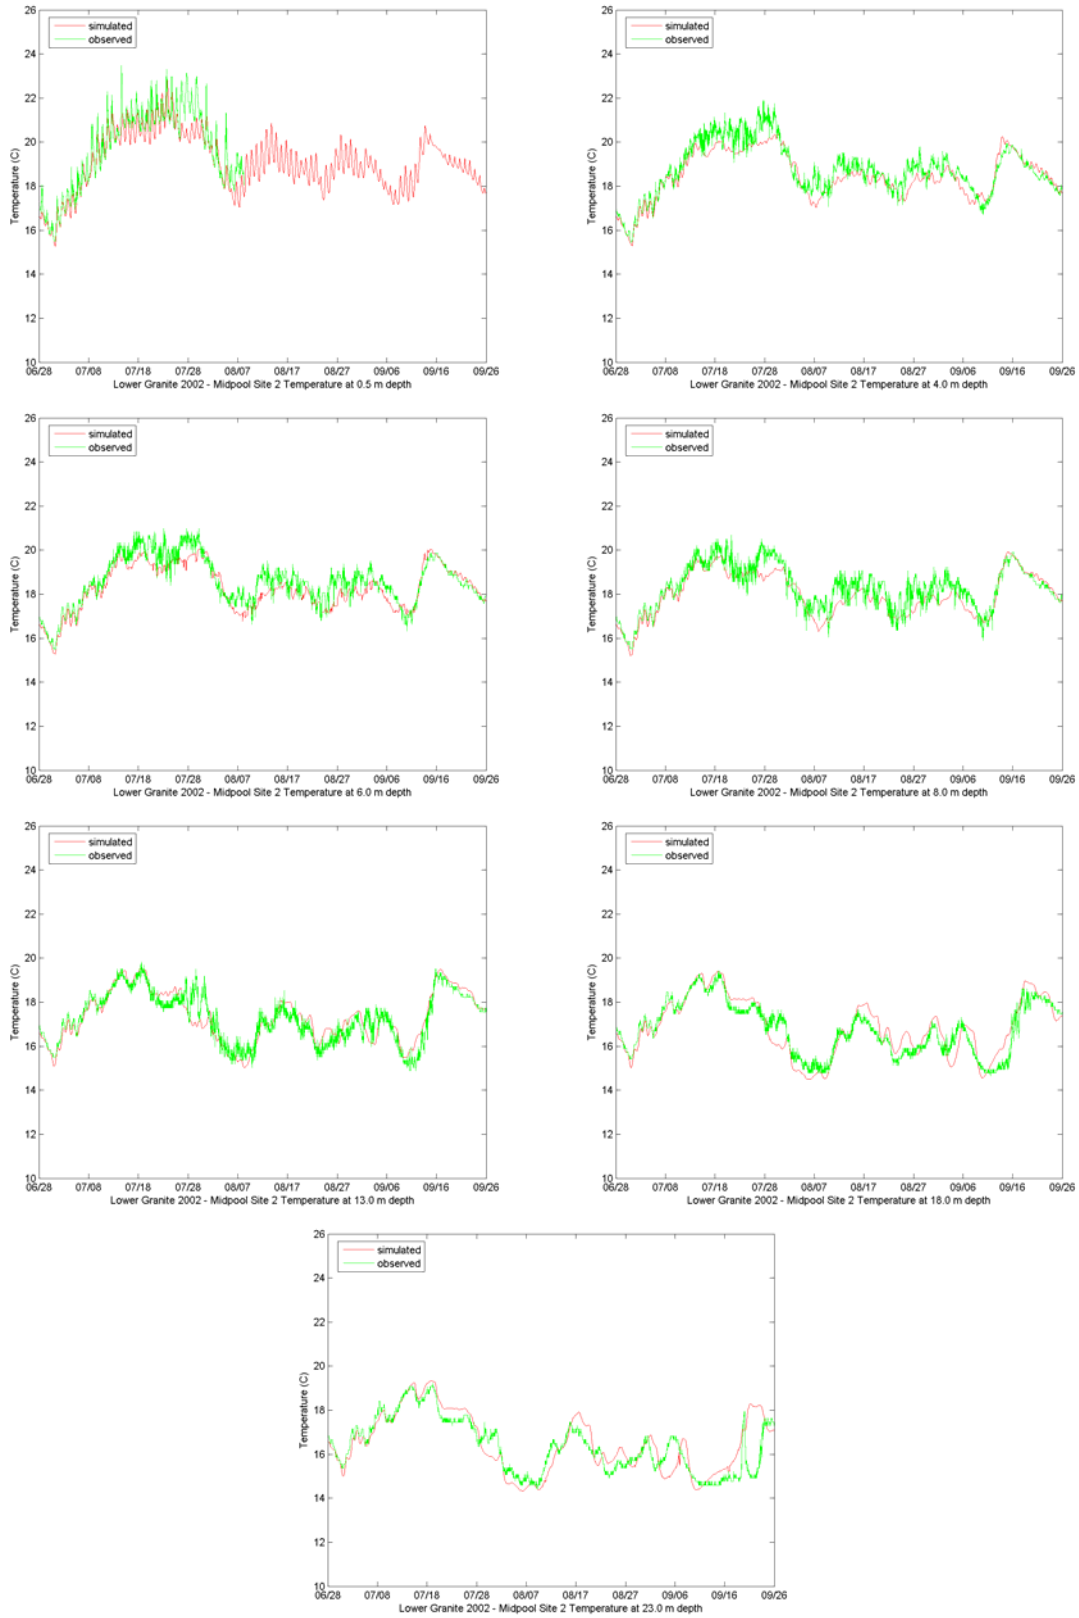 simulated
observed
Temperature (C)
26
24
22
20
18
16
14
12
10
06/28 07/08 07/18 07/28 08/07 08/17 08/27 09/06 09/16 09/26
Lower Granite 2002 - Midpool Site 2 Temperature at 0.5 m depth
simulated
observed
Temperature (C)
26
24
22
20
18
16
14
12
10
06/28 07/08 07/18 07/28 08/07 08/17 08/27 09/06 09/16 09/26
Lower Granite 2002 - Midpool Site 2 Temperature at 4.0 m depth
simulated
observed
Temperature (C)
26
24
22
20
18
16
14
12
10
06/28 07/08 07/18 07/28 08/07 08/17 08/27 09/06 09/16 09/26
Lower Granite 2002 - Midpool Site 2 Temperature at 6.0 m depth
simulated
observed
Temperature (C)
26
24
22
20
18
16
14
12
10
06/28 07/08 07/18 07/28 08/07 08/17 08/27 09/06 09/16 09/26
Lower Granite 2002 - Midpool Site 2 Temperature at 8.0 m depth
simulated
observed
Temperature (C)
26
24
22
20
18
16
14
12
10
06/28 07/08 07/18 07/28 08/07 08/17 08/27 09/06 09/16 09/26
Lower Granite 2002 - Midpool Site 2 Temperature at 13.0 m depth
simulated
observed
Temperature (C)
26
24
22
20
18
16
14
12
10
06/28 07/08 07/18 07/28 08/07 08/17 08/27 09/06 09/16 09/26
Lower Granite 2002 - Midpool Site 2 Temperature at 18.0 m depth
simulated
observed
Temperature (C)
26
24
22
20
18
16
14
12
10
06/28 07/08 07/18 07/28 08/07 08/17 08/27 09/06 09/16 09/26
Lower Granite 2002 - Midpool Site 2 Temperature at 23.0 m depth